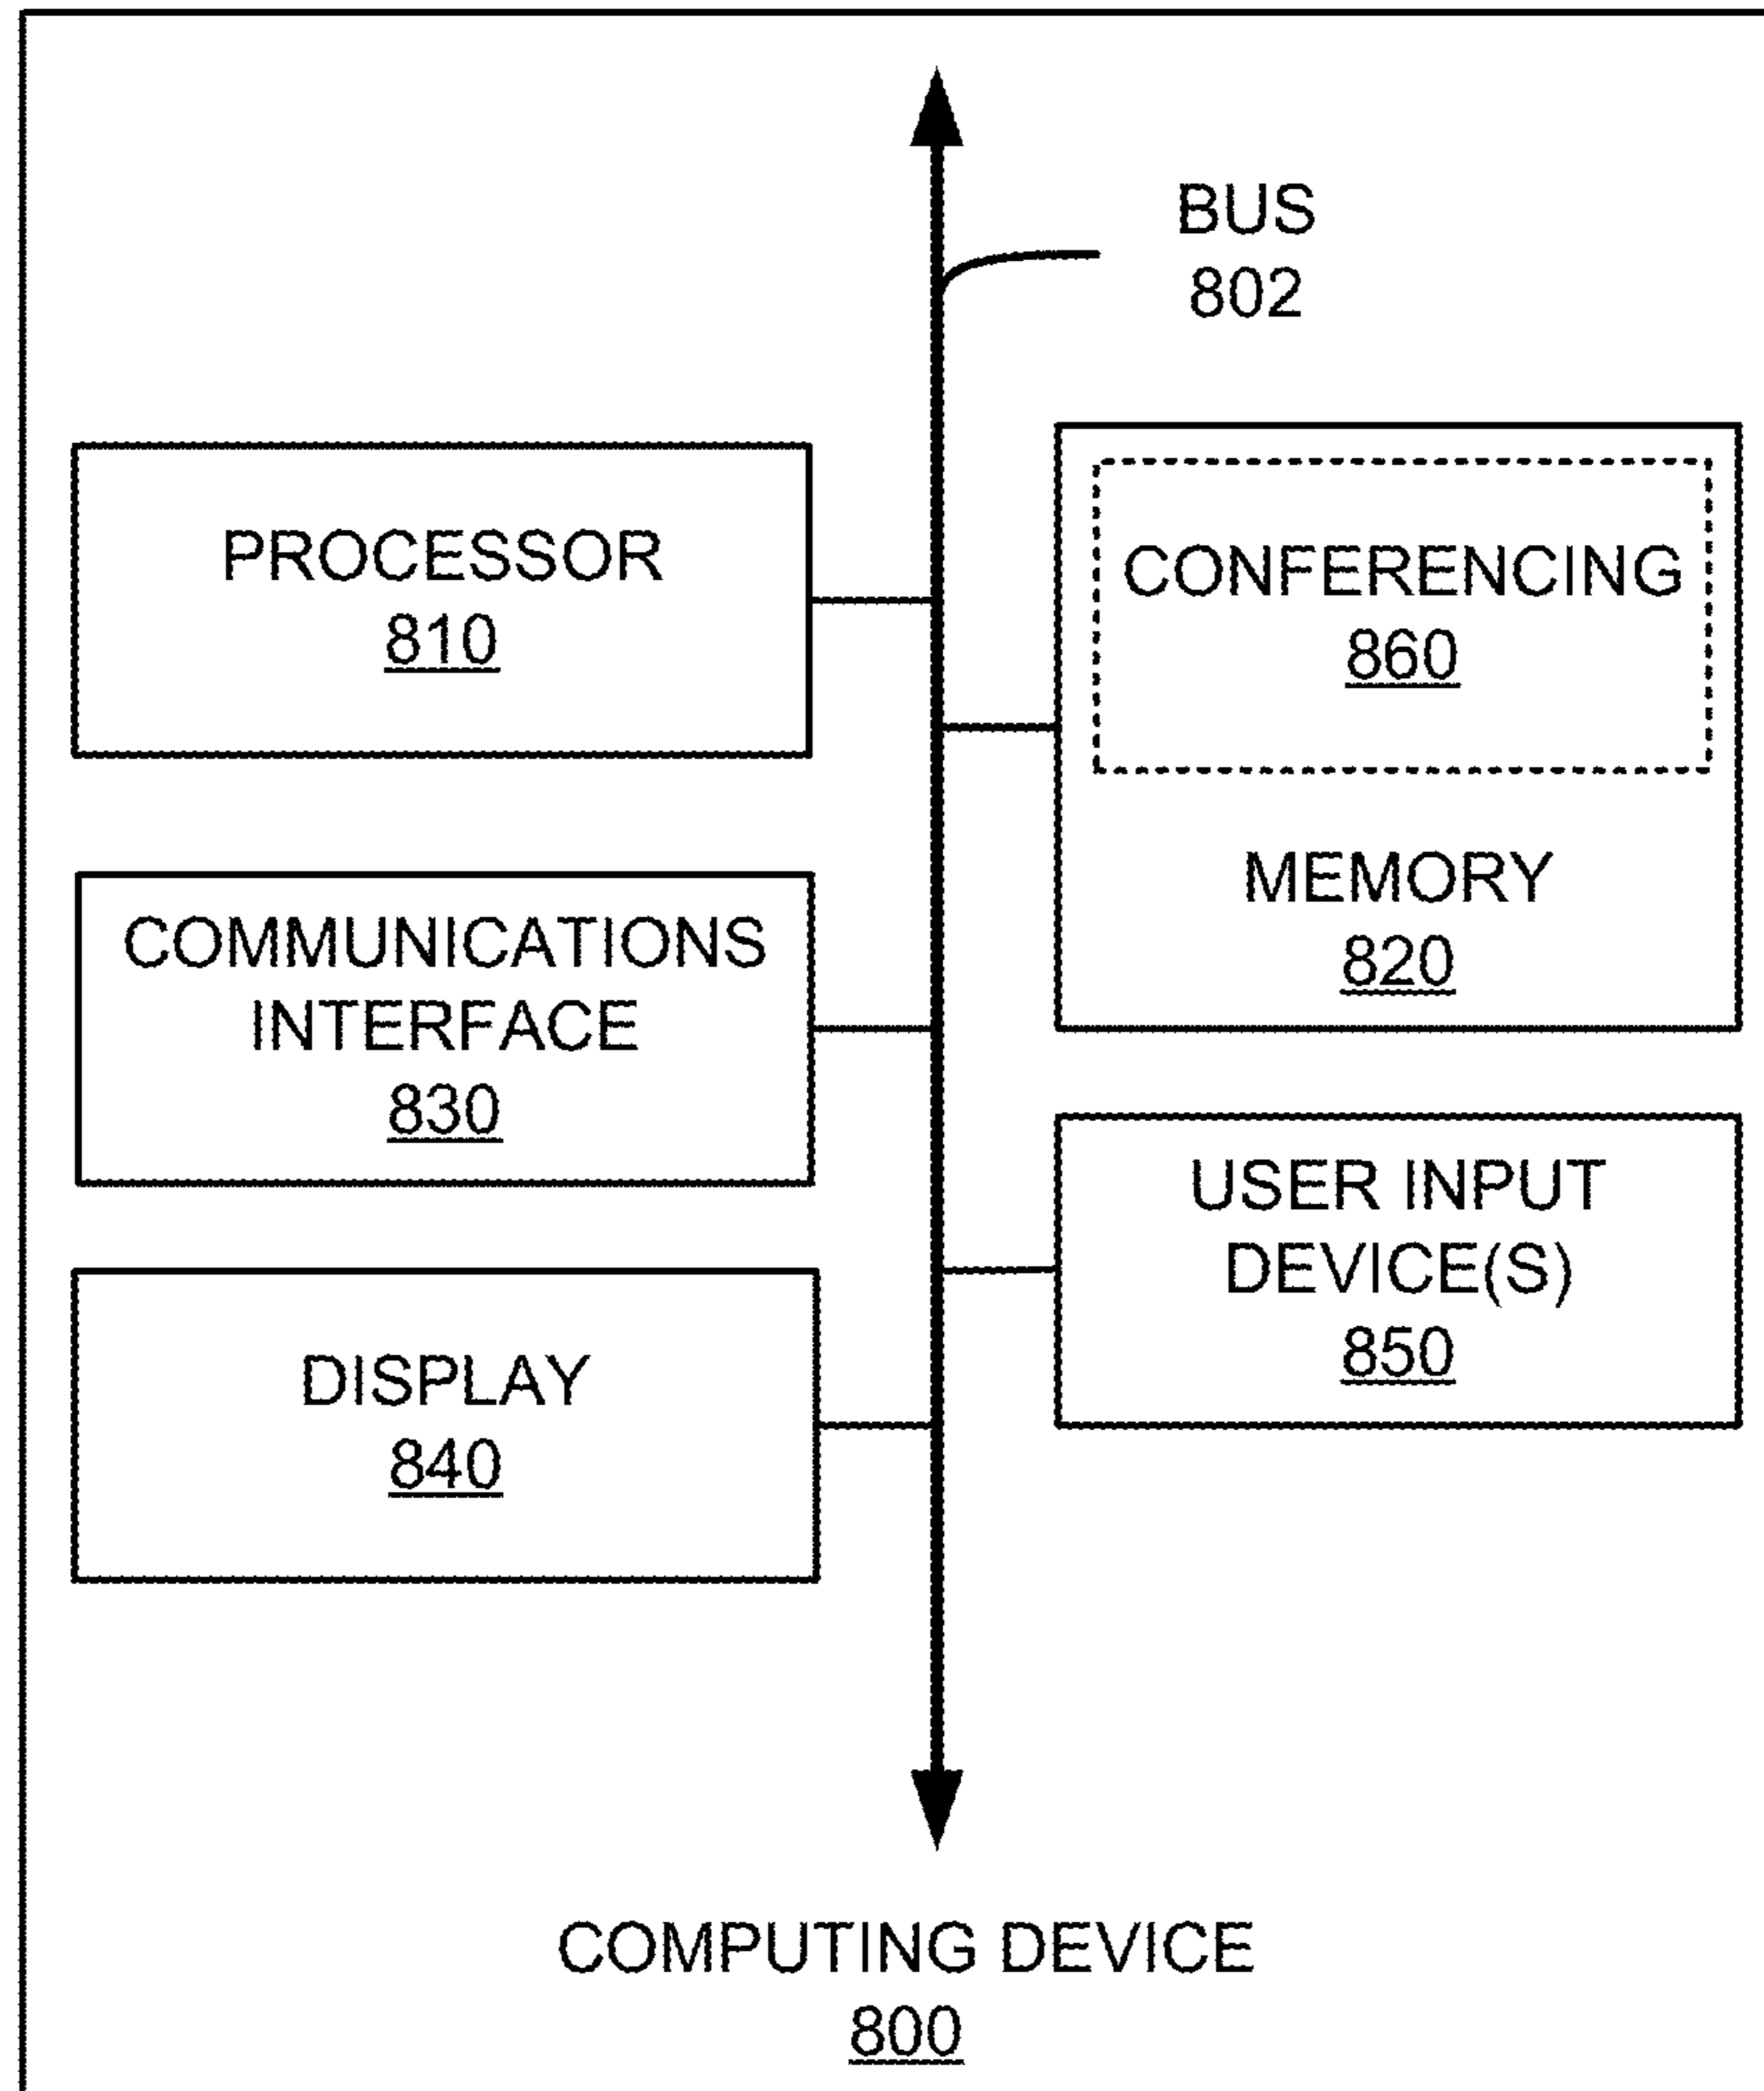 BUS
802
PROCESSOR
810
CONFERENCING
860
MEMORY
820
COMMUNICATIONS
INTERFACE
830
USER INPUT
DEVICE(S)
850
DISPLAY
840
COMPUTING DEVICE
800